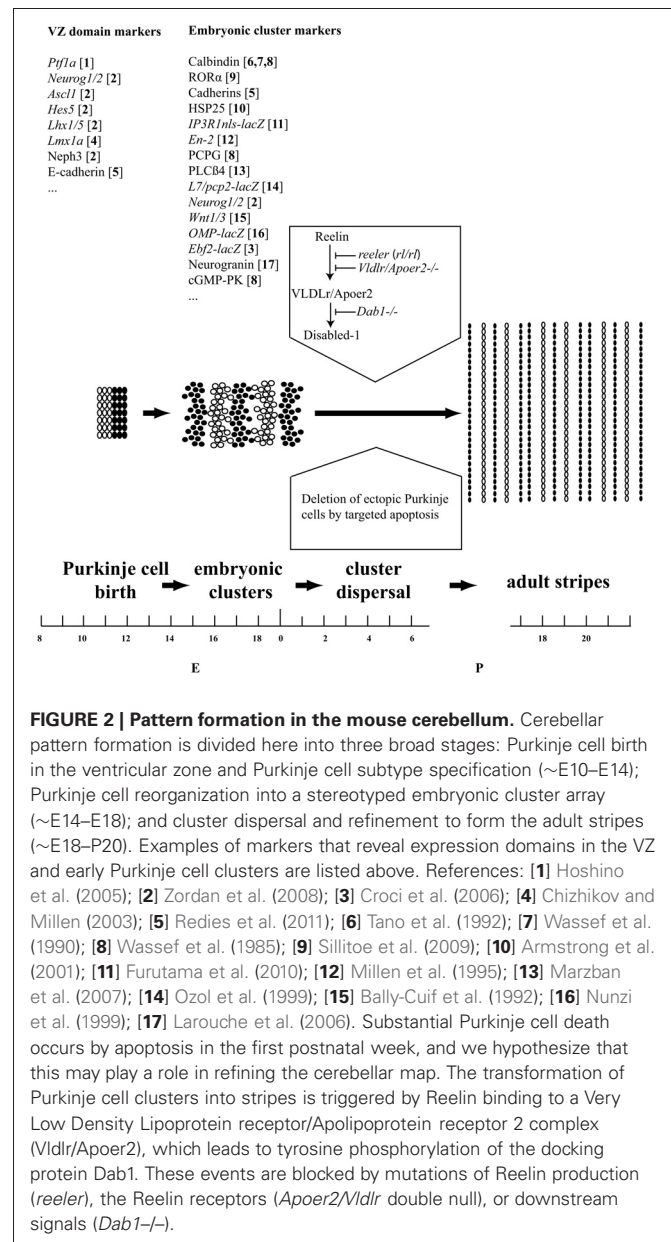 VZ domain markers
Ptf1a [1]
Neurog1/2 [2]
Ascl1 [2]
Hes5 [2]
Lhx1/5 [2]
Lmx1a [4]
Neph3 [2]
E-cadherin [5]
...
Embryonic cluster markers
Calbindin [6,7,8]
RORα [9]
Cadherins [5]
HSP25 [10]
IP3R1nls-lacZ [11]
En-2 [12]
PCPG [8]
PLCß4 [13]
L7/pcp2-lacZ [14]
Neurog1/2 [2]
Wnt1/3 [15]
OMP-lacZ [16]
Ebf2-lacZ [3]
Neurogranin [17]
cGMP-PK [8]
...
Reelin
reeler (rl/rl)
Vldlr/Apoer2-/-
VLDLr/Apoer2
Dab1-/-
Disabled-1
Deletion of ectopic Purkinje
cells by targeted apoptosis
Purkinje cell
birth
embryonic
clusters
cluster
dispersal
adult stripes
8 10 12 14 16 18 0 2 4 6 18 20
E P
FIGURE 2 | Pattern formation in the mouse cerebellum. Cerebellar
pattern formation is divided here into three broad stages: Purkinje cell birth
in the ventricular zone and Purkinje cell subtype specification (∼E10–E14);
Purkinje cell reorganization into a stereotyped embryonic cluster array
(∼E14–E18); and cluster dispersal and refinement to form the adult stripes
(∼E18–P20). Examples of markers that reveal expression domains in the VZ
and early Purkinje cell clusters are listed above. References: [1] Hoshino
et al. (2005); [2] Zordan et al. (2008); [3] Croci et al. (2006); [4] Chizhikov and
Millen (2003); [5] Redies et al. (2011); [6] Tano et al. (1992); [7] Wassef et al.
(1990); [8] Wassef et al. (1985); [9] Sillitoe et al. (2009); [10] Armstrong et al.
(2001); [11] Furutama et al. (2010); [12] Millen et al. (1995); [13] Marzban
et al. (2007); [14] Ozol et al. (1999); [15] Bally-Cuif et al. (1992); [16] Nunzi
et al. (1999); [17] Larouche et al. (2006). Substantial Purkinje cell death
occurs by apoptosis in the first postnatal week, and we hypothesize that
this may play a role in refining the cerebellar map. The transformation of
Purkinje cell clusters into stripes is triggered by Reelin binding to a Very
Low Density Lipoprotein receptor/Apolipoprotein receptor 2 complex
(Vldlr/Apoer2), which leads to tyrosine phosphorylation of the docking
protein Dab1. These events are blocked by mutations of Reelin production
(reeler), the Reelin receptors (Apoer2/Vldlr double null), or downstream
signals (Dab1–/–).